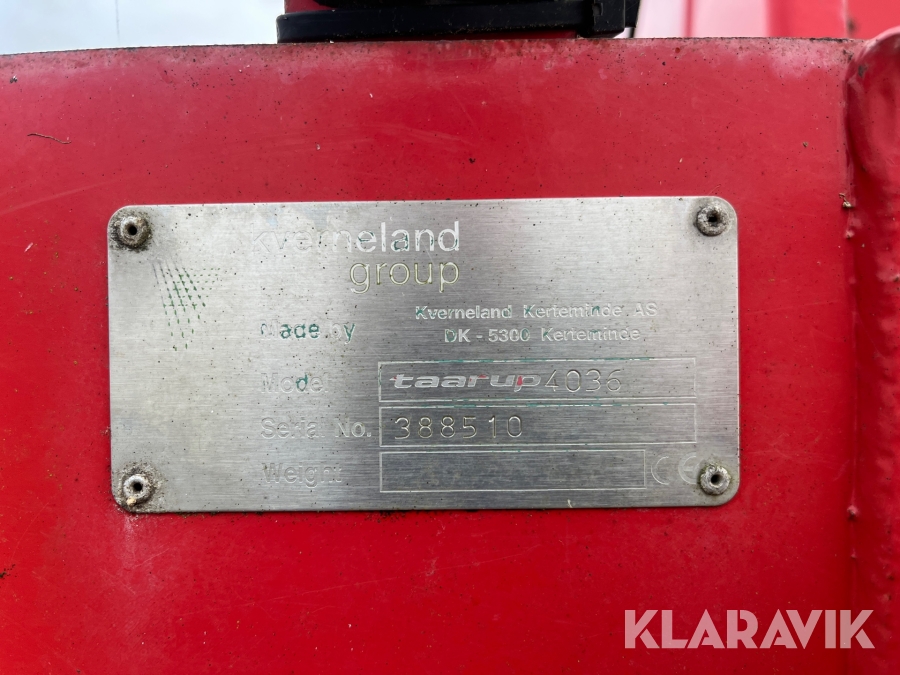 kverneland
group
Made by
Kverneland Kerteminde AS
DK - 5300 Kerteminde
Model taarup 4036
Serial No. 388510
Weight CE
KLARAVIK